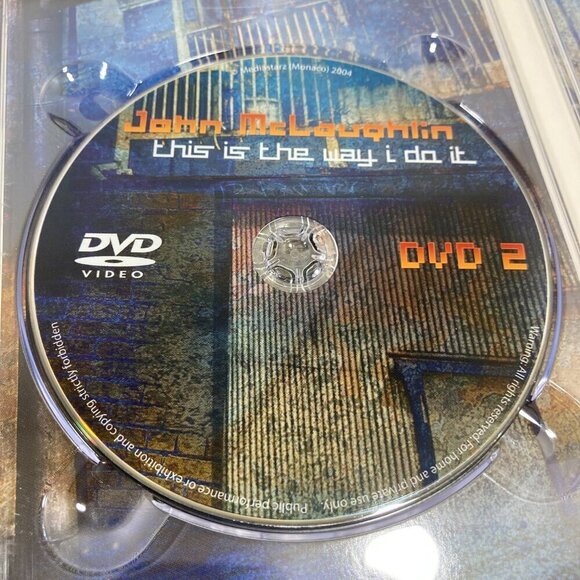 Mediastarz (Monaco) 2004
John McLaughlin
this is the way i do it
DVD
VIDEO
DVD 2
Warning. All rights reserved. For home and private use only.
Public performance or exhibition and copying strictly forbidden